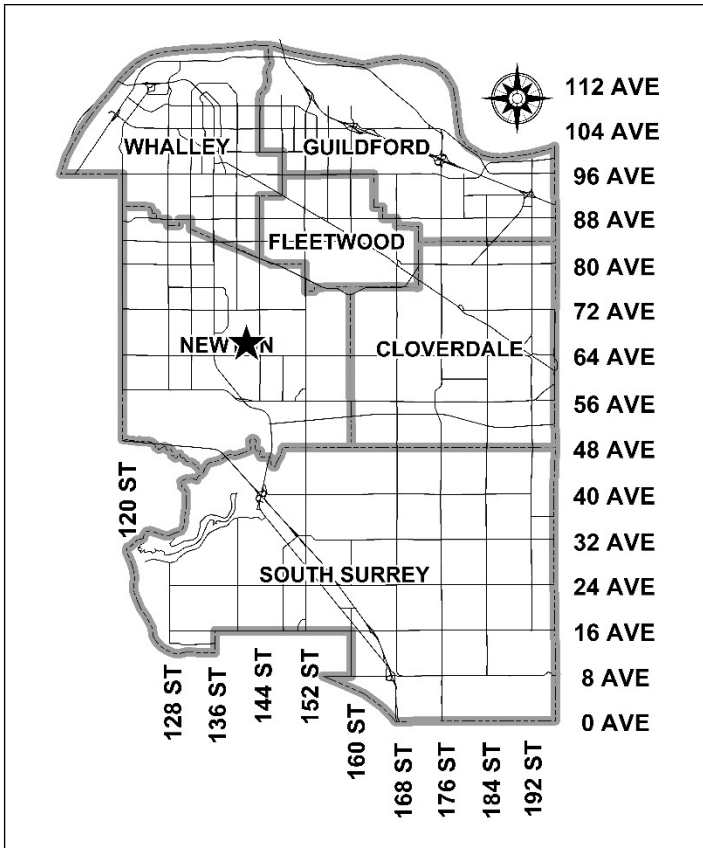 112 AVE
104 AVE
WHALLEY
GUILDFORD
96 AVE
88 AVE
FLEETWOOD
80 AVE
72 AVE
NEW N
CLOVERDALE
64 AVE
56 AVE
48 AVE
120 ST
40 AVE
32 AVE
SOUTH SURREY
24 AVE
16 AVE
8 AVE
0 AVE
128 ST
136 ST
144 ST
152 ST
160 ST
168 ST
176 ST
184 ST
192 ST